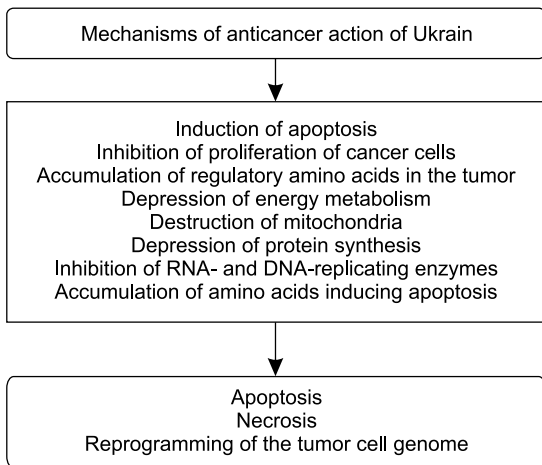 Mechanisms of anticancer action of Ukrain
Induction of apoptosis
Inhibition of proliferation of cancer cells
Accumulation of regulatory amino acids in the tumor
Depression of energy metabolism
Destruction of mitochondria
Depression of protein synthesis
Inhibition of RNA- and DNA-replicating enzymes
Accumulation of amino acids inducing apoptosis
Apoptosis
Necrosis
Reprogramming of the tumor cell genome